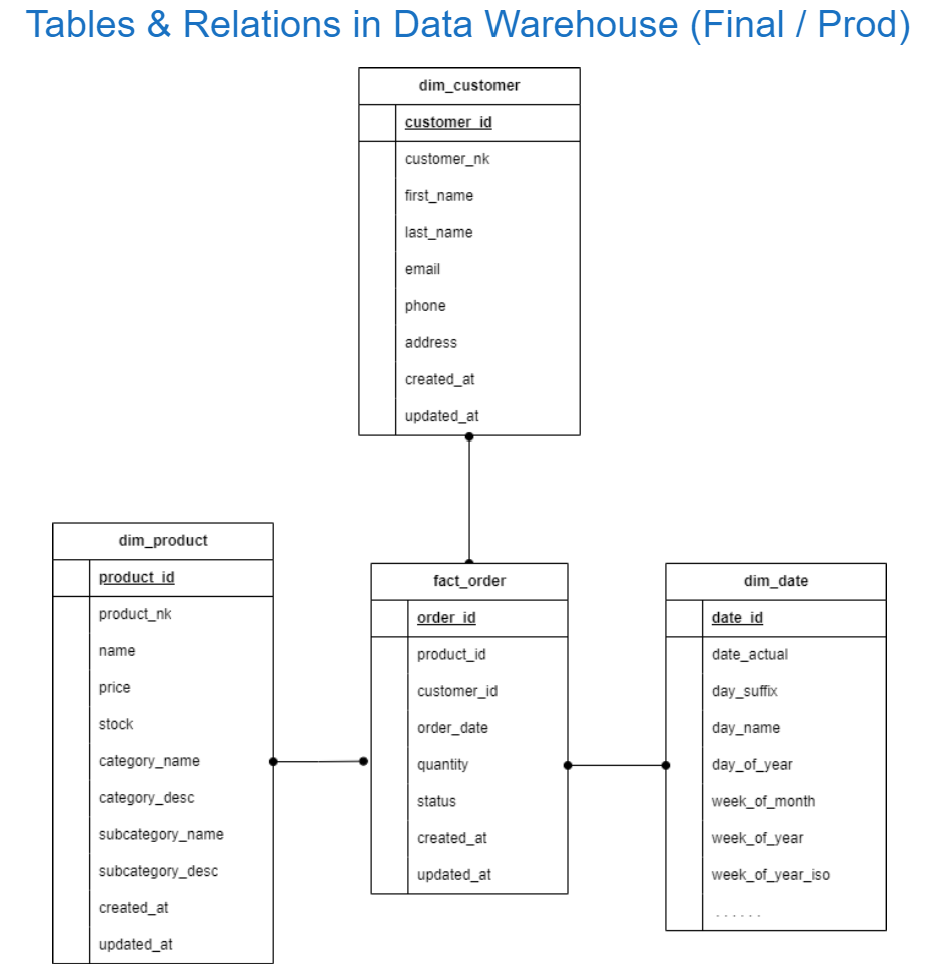 Tables & Relations in Data Warehouse (Final / Prod)
dim_customer
customer_id
customer_nk
first_name
last_name
email
phone
address
created_at
updated_at
dim_product
product_id
product_nk
name
price
stock
category_name
category_desc
subcategory_name
subcategory_desc
created_at
updated_at
fact_order
order_id
product_id
customer_id
order_date
quantity
status
created_at
updated_at
dim_date
date_id
date_actual
day_suffix
day_name
day_of_year
week_of_month
week_of_year
week_of_year_iso
. . . . . .